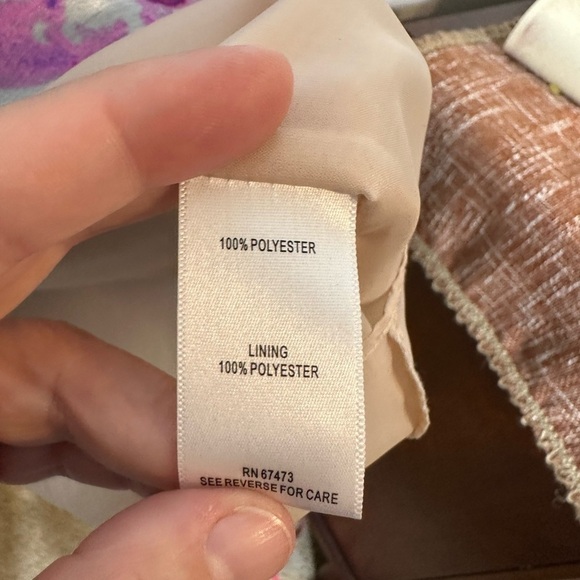 100% POLYESTER
LINING
100% POLYESTER
RN 67473
SEE REVERSE FOR CARE